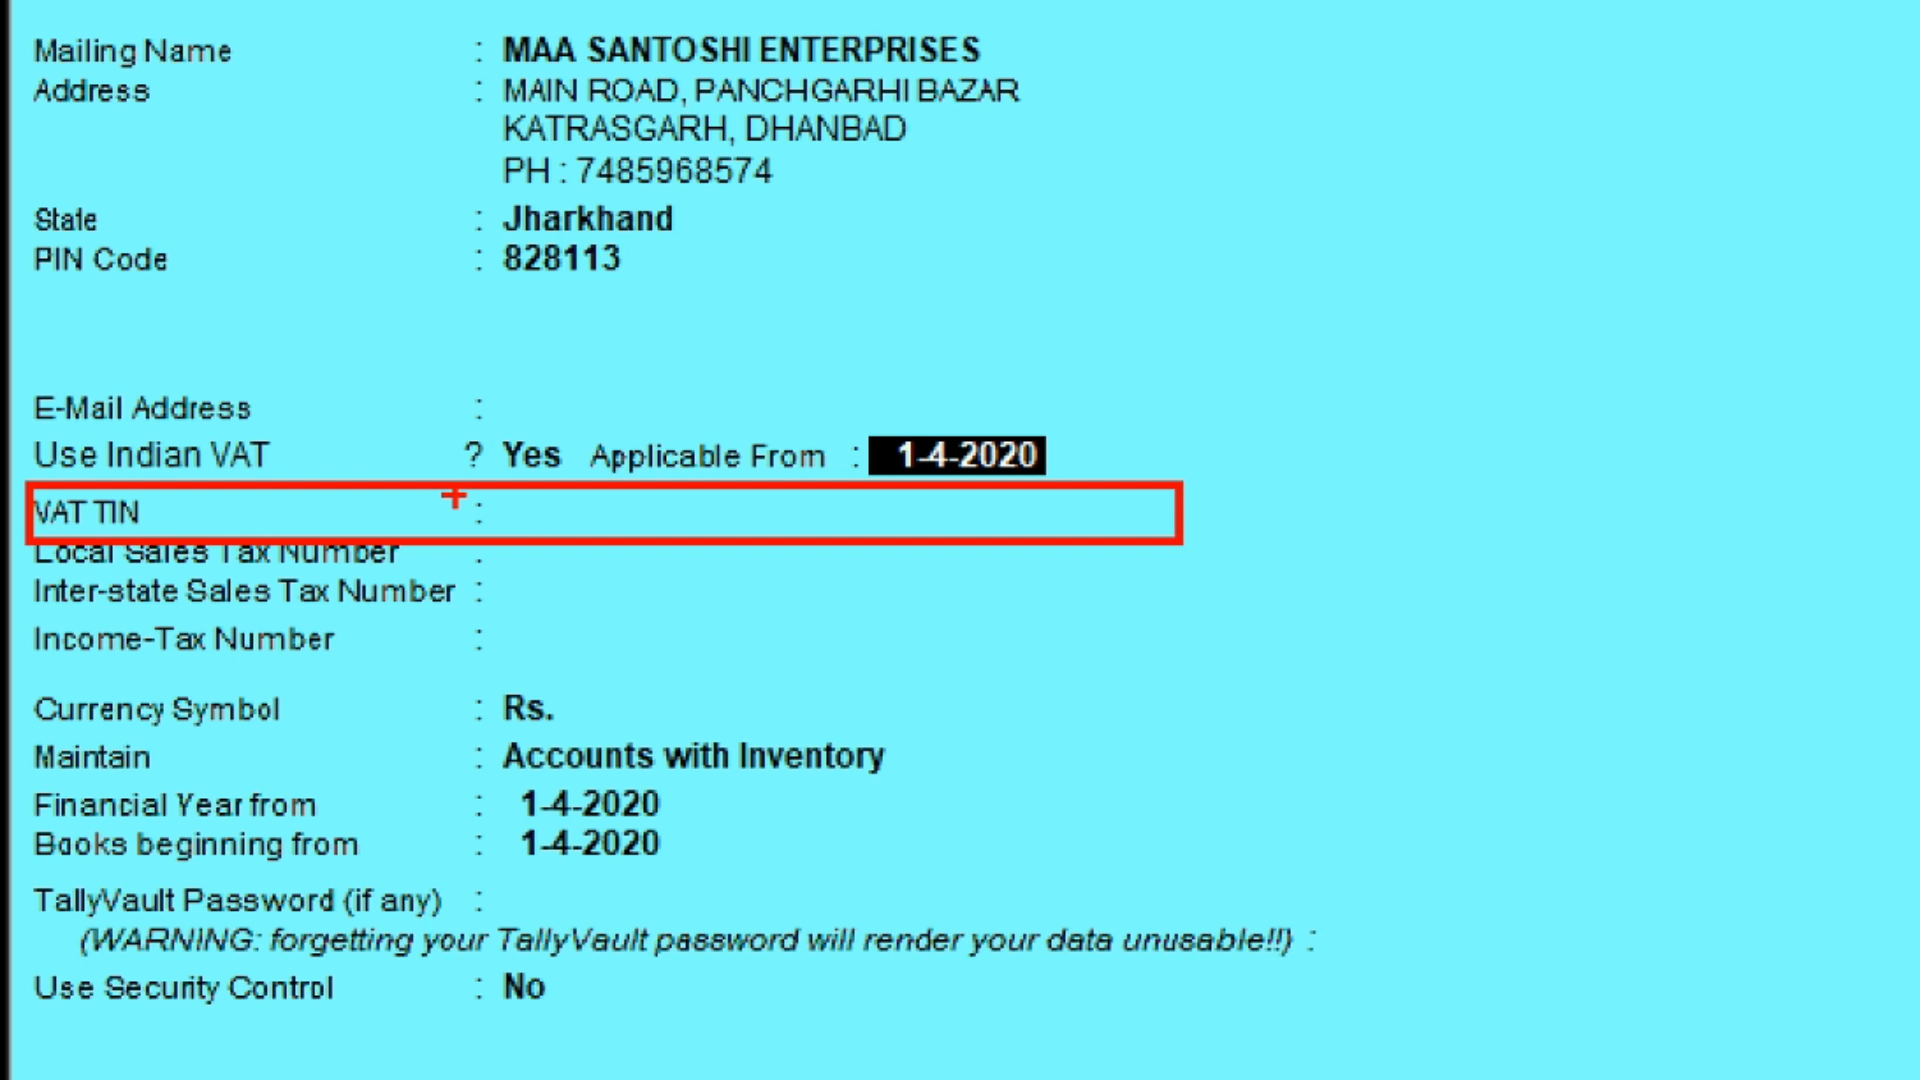 Mailing Name : MAA SANTOSHI ENTERPRISES
Address : MAIN ROAD, PANCHGARHI BAZAR
KATRASGARH, DHANBAD
PH : 7485968574
State : Jharkhand
PIN Code : 828113
E-Mail Address :
Use Indian VAT ? Yes Applicable From : 1-4-2020
VAT TIN :
Local Sales Tax Number :
Inter-state Sales Tax Number :
Income-Tax Number :
Currency Symbol : Rs.
Maintain : Accounts with Inventory
Financial Year from : 1-4-2020
Books beginning from : 1-4-2020
TallyVault Password (if any) :
(WARNING: forgetting your TallyVault password will render your data unusable!!) :
Use Security Control : No